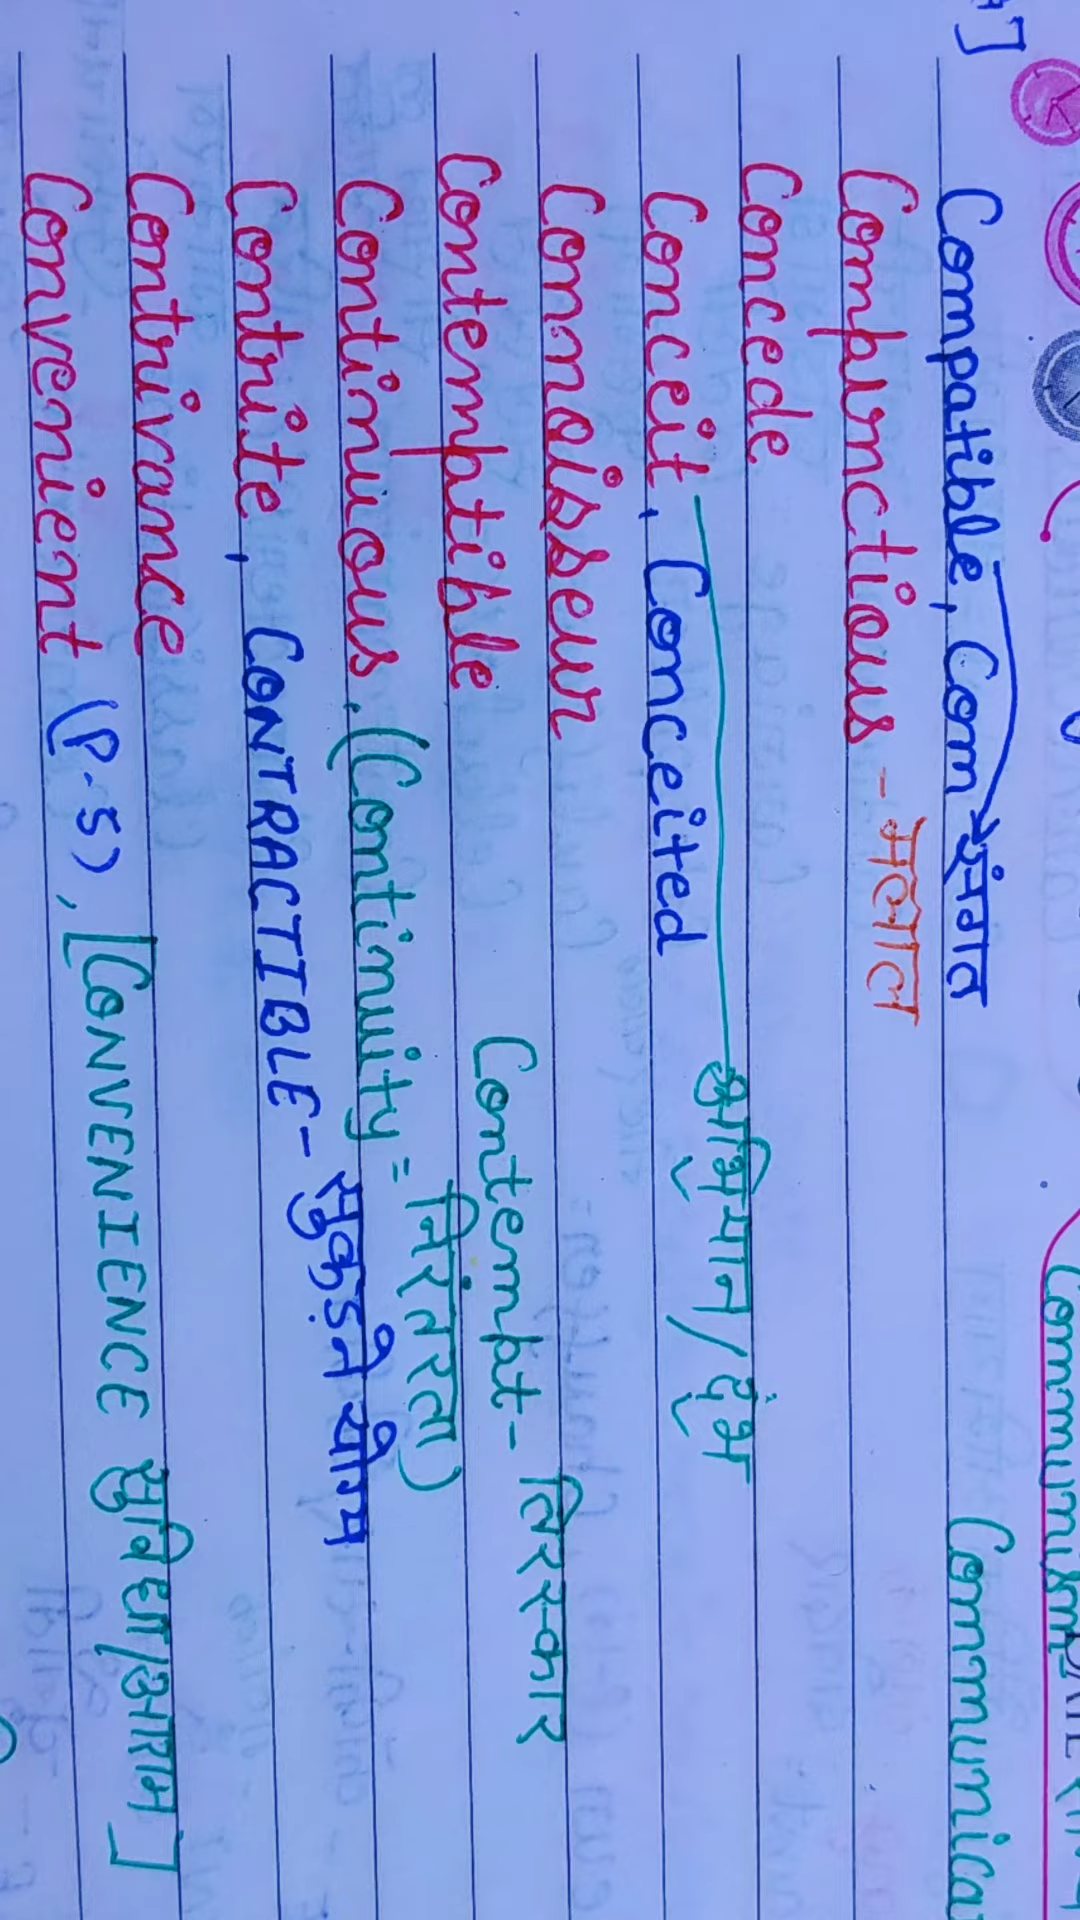 Communism
Communica
Compatible, Com संगत
Compunctious - मलाल
Concede
Conceit, Conceited अभिमान/दंभ
Connoisseur
Contemptible Contempt- तिरस्कार
Continuous, (Continuity = निरंतरता)
Contrite, CONTRACTIBLE- सुकड़ने योग्य
Contrivance
Convenient (P.S), [CONVENIENCE सुविधा/आराम]